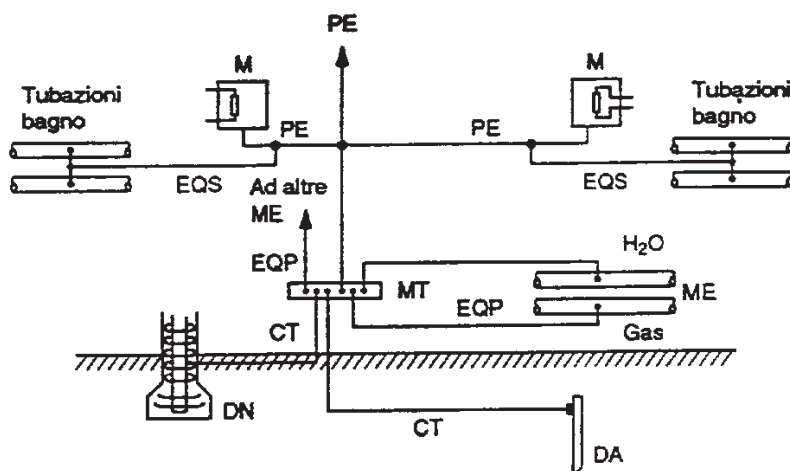 PE
M
M
Tubazioni
bagno
Tubazioni
bagno
PE
PE
EQS
Ad altre
ME
EQS
H₂O
EQP
MT
ME
EQP
Gas
CT
DN
CT
DA